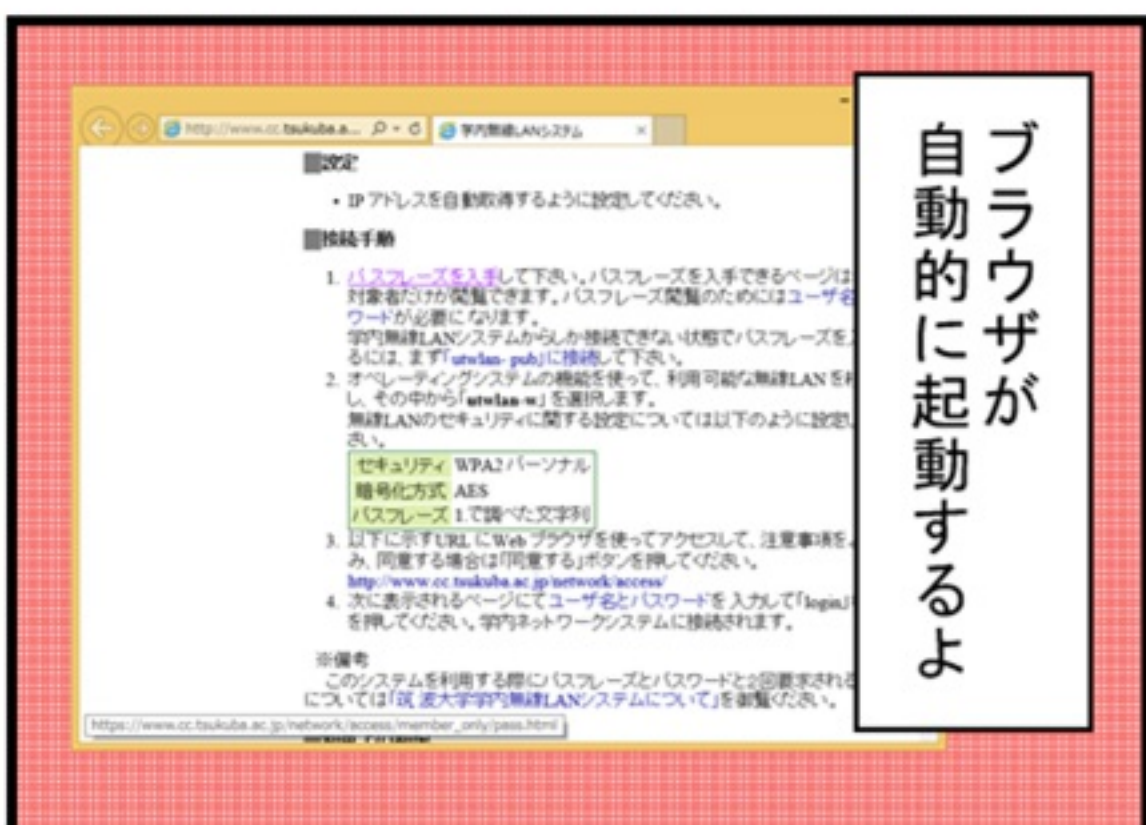 ブラウザが
自動的に起動するよ
http://www.cc.tsukuba.a...
学内無線LANシステム
設定
・IP アドレスを自動取得するように設定してください。
接続手順
1. パスフレーズを入手して下さい。パスフレーズを入手できるページは
対象者だけが閲覧できます。パスフレーズ閲覧のためにはユーザ名
ワードが必要になります。
学内無線LANシステムからしか接続できない状態でパスフレーズを
るには、まず「utwlan-pub」に接続して下さい。
2. オペレーティングシステムの機能を使って、利用可能な無線LANを
し、その中から「utwlan-w」を選択します。
無線LANのセキュリティに関する設定については以下のように設定
さい。
セキュリティ WPA2 パーソナル
暗号化方式 AES
パスフレーズ 1.で調べた文字列
3. 以下に示すURL にWeb ブラウザを使ってアクセスして、注意事項を
み、同意する場合は「同意する」ボタンを押してください。
http://www.cc.tsukuba.ac.jp/network/access/
4. 次に表示されるページにてユーザ名とパスワードを入力して「login」
を押してください。学内ネットワークシステムに接続されます。
※備考
このシステムを利用する際にパスフレーズとパスワードと2回要求される
については「筑波大学学内無線LANシステムについて」を御覧ください。
https://www.cc.tsukuba.ac.jp/network/access/member_only/pass.html